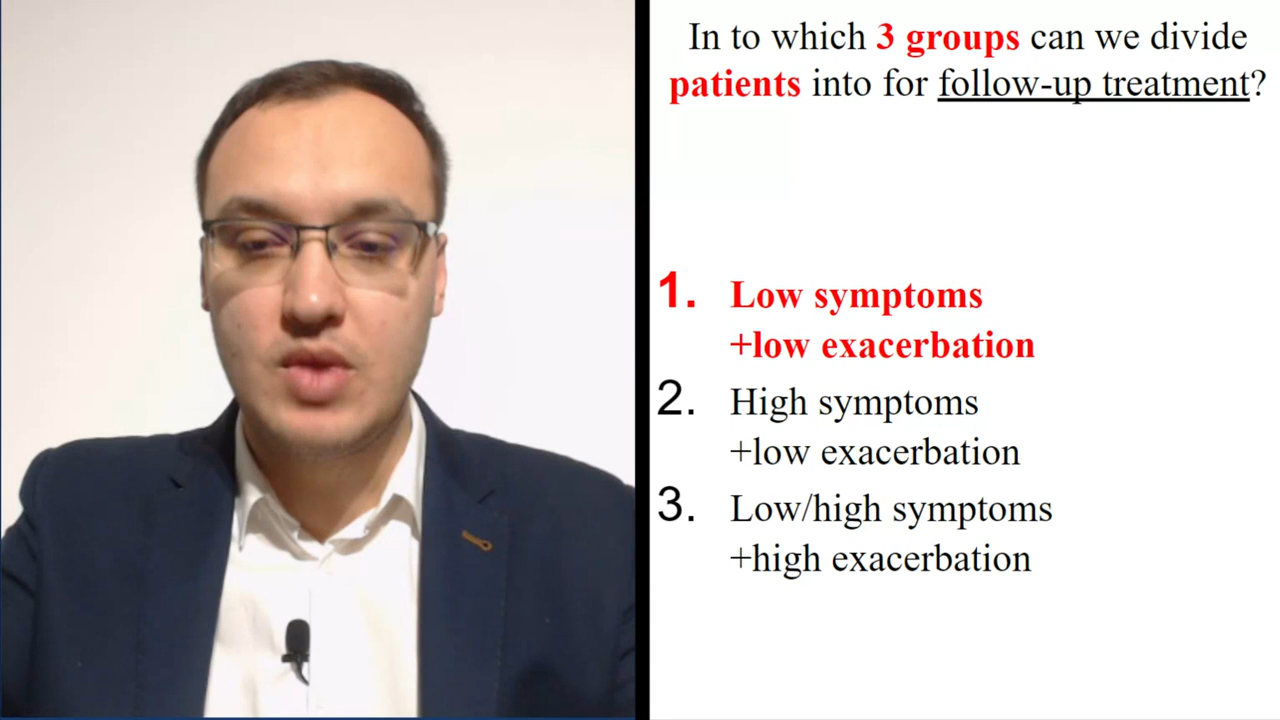 In to which 3 groups can we divide
patients into for follow-up treatment?
1. Low symptoms
+low exacerbation
2. High symptoms
+low exacerbation
3. Low/high symptoms
+high exacerbation